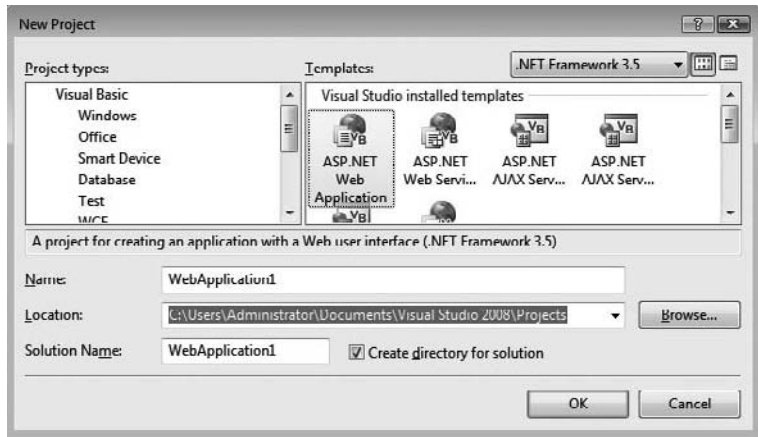 New Project
Project types:
Templates:
.NET Framework 3.5
Visual Basic
Windows
Office
Smart Device
Database
Test
WCF
Visual Studio installed templates
ASP.NET Web Application
ASP.NET Web Servi...
ASP.NET AJAX Serv...
ASP.NET AJAX Serv...
A project for creating an application with a Web user interface (.NET Framework 3.5)
Name:
WebApplication1
Location:
C:\Users\Administrator\Documents\Visual Studio 2008\Projects
Browse...
Solution Name:
WebApplication1
Create directory for solution
OK
Cancel